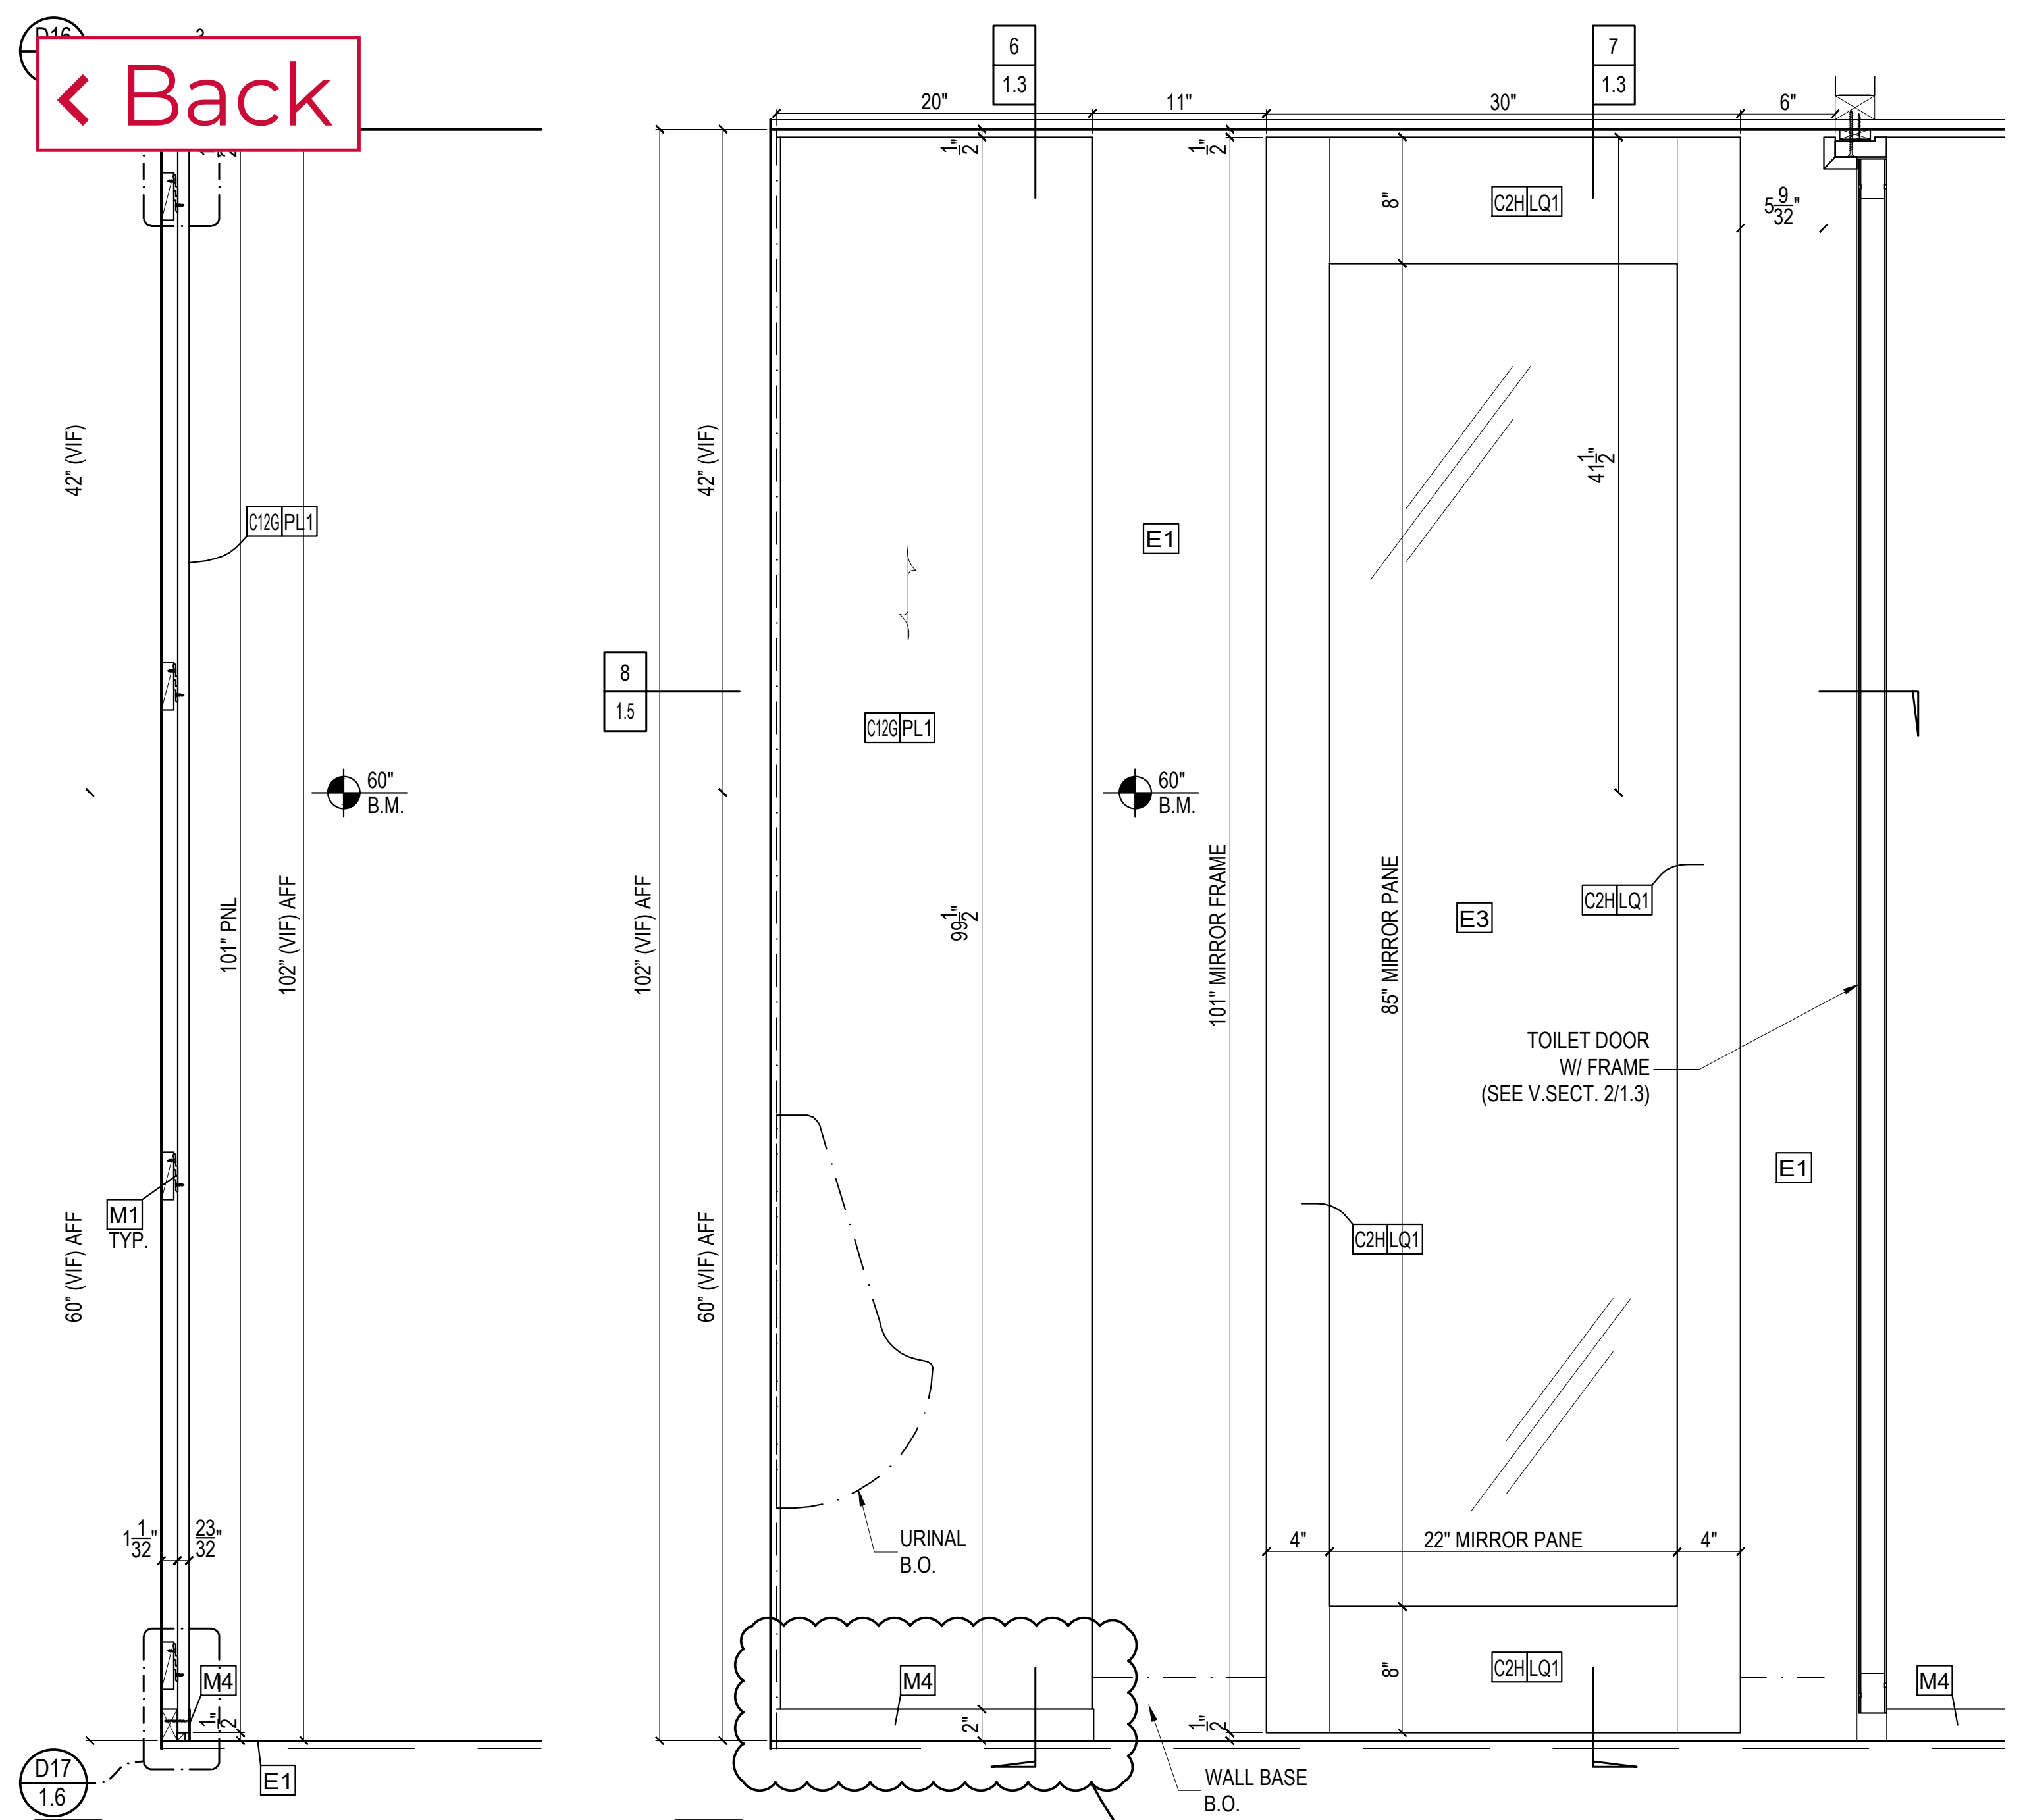 D16
3
< Back
6
1.3
7
1.3
20"
11"
30"
6"
1"
2
1"
2
8"
C2H LQ1
5 9/32"
42" (VIF)
42" (VIF)
41 1/2"
C12G PL1
E1
8
1.5
C12G PL1
60"
B.M.
60"
B.M.
101" PNL
102" (VIF) AFF
102" (VIF) AFF
99 1/2"
101" MIRROR FRAME
85" MIRROR PANE
C2H LQ1
E3
TOILET DOOR
W/ FRAME
(SEE V.SECT. 2/1.3)
E1
M1
TYP.
60" (VIF) AFF
60" (VIF) AFF
C2H LQ1
1 1/32"
23/32"
URINAL
B.O.
4"
22" MIRROR PANE
4"
M4
1/2"
M4
2"
1/2"
8"
C2H LQ1
M4
D17
1.6
E1
WALL BASE
B.O.